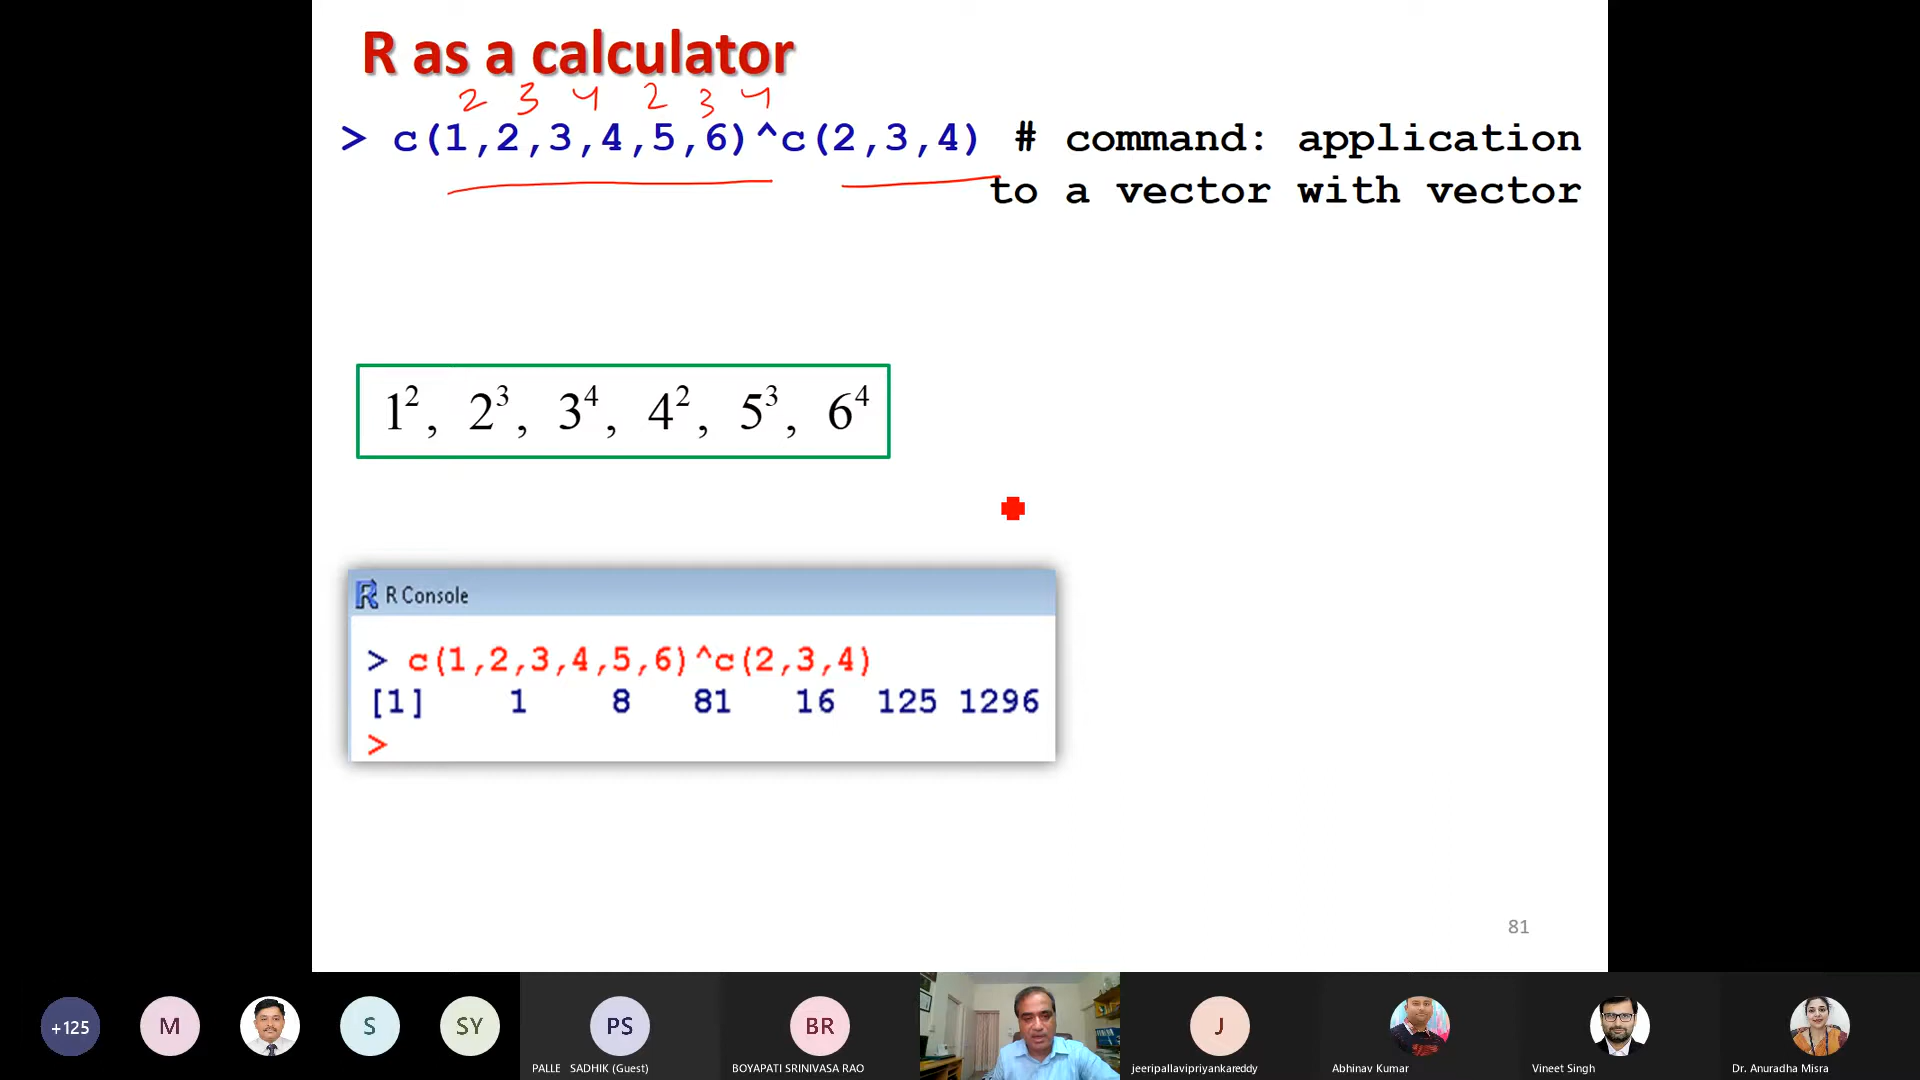 R as a calculator
2 3 4 2 3 4
> c(1,2,3,4,5,6)^c(2,3,4) # command: application
to a vector with vector
1², 2³, 3⁴, 4², 5³, 6⁴
R Console
> c(1,2,3,4,5,6)^c(2,3,4)
[1] 1 8 81 16 125 1296
>
81
+125 M S SY PS BR J
PALLE SADHIK (Guest) BOYAPATI SRINIVASA RAO jeeripallavipriyankareddy Abhinav Kumar Vineet Singh Dr. Anuradha Misra